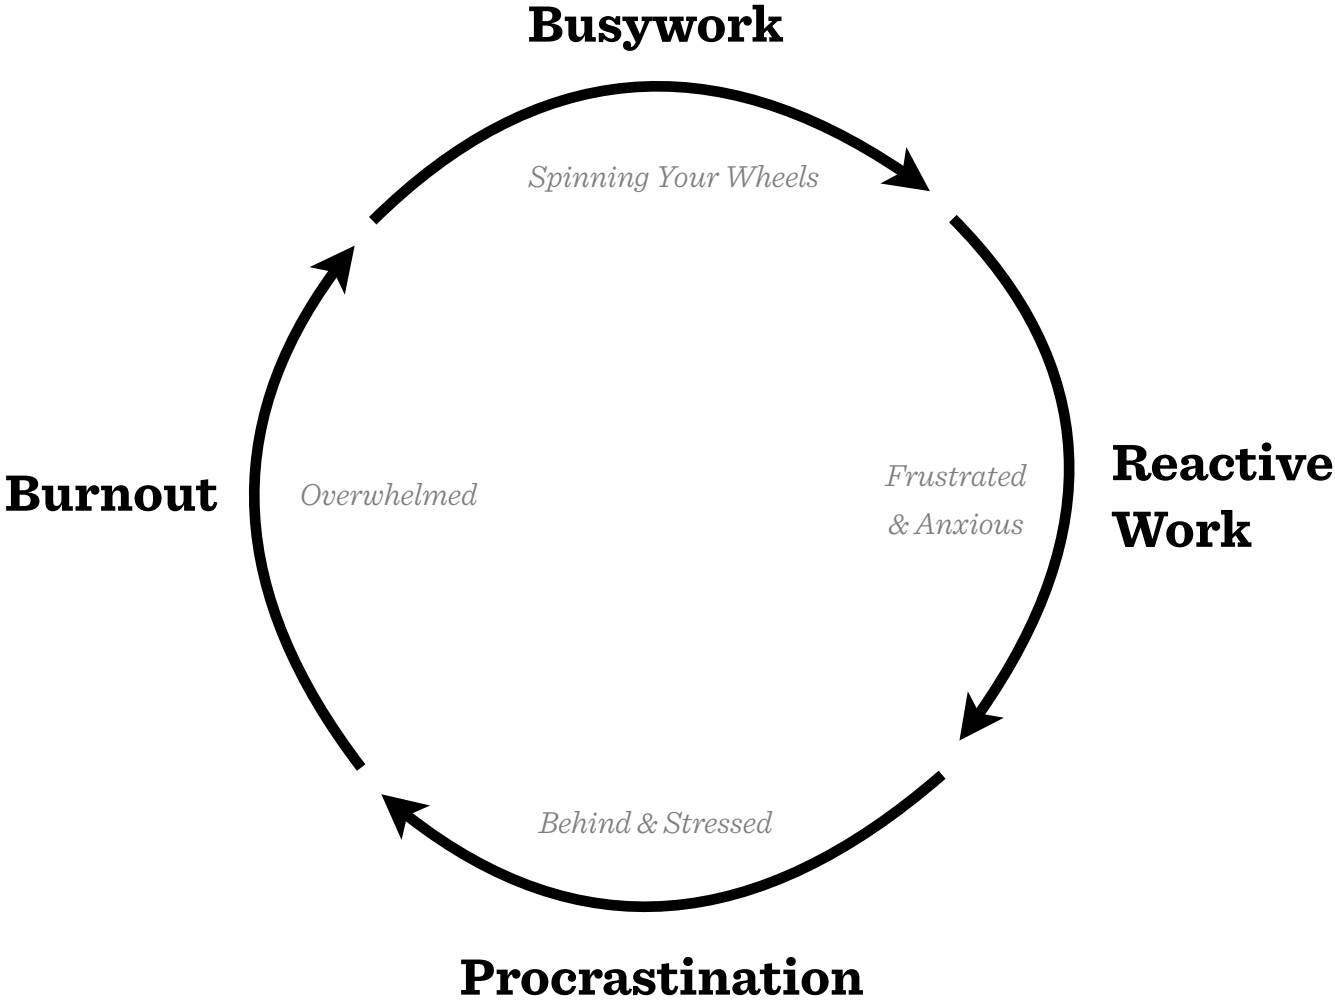 Busywork
Spinning Your Wheels
Burnout
Overwhelmed
Frustrated
& Anxious
Reactive
Work
Behind & Stressed
Procrastination